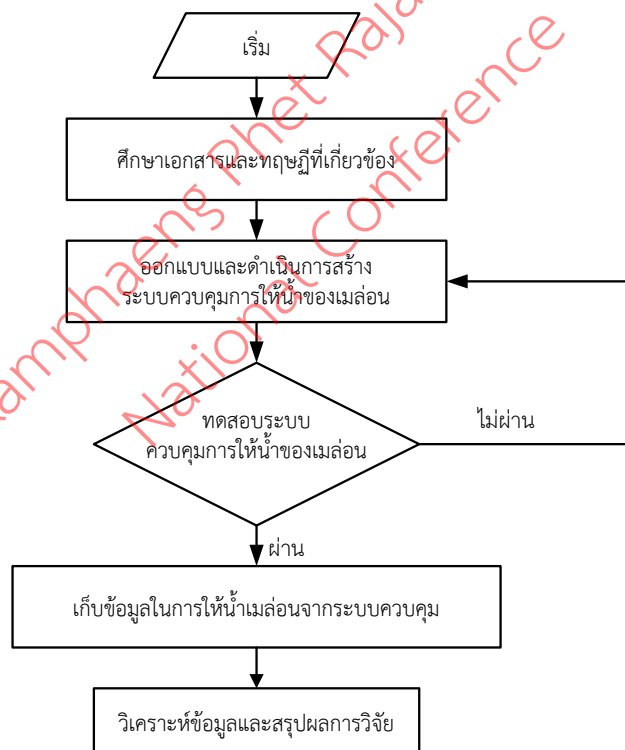 เริ่ม
ศึกษาเอกสารและทฤษฏีที่เกี่ยวข้อง
ออกแบบและดำเนินการสร้าง
ระบบควบคุมการให้น้ำของเมล่อน
ทดสอบระบบ
ควบคุมการให้น้ำของเมล่อน
ไม่ผ่าน
ผ่าน
เก็บข้อมูลในการให้น้ำเมล่อนจากระบบควบคุม
วิเคราะห์ข้อมูลและสรุปผลการวิจัย
Kamphaeng Phet Raja
National Conference